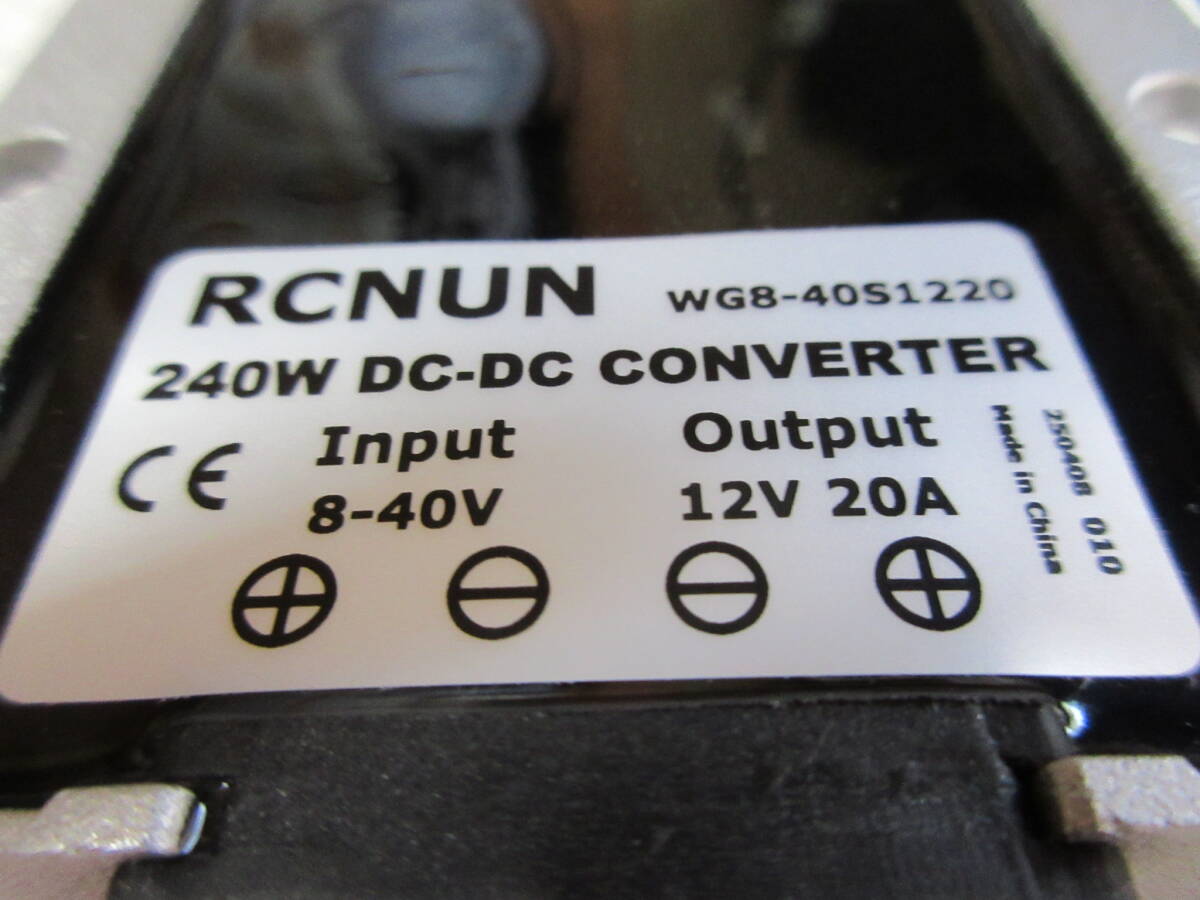 RCNUN WG8-40S1220
240W DC-DC CONVERTER
CE Input Output
8-40V 12V 20A
250408 010
Made in China